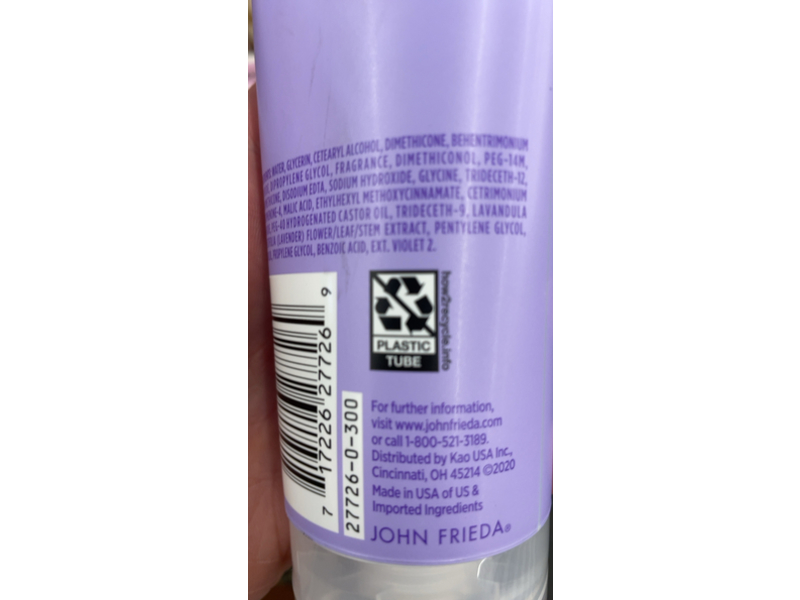 WATER, GLYCERIN, CETEARYL ALCOHOL, DIMETHICONE, BEHENTRIMONIUM
DIPROPYLENE GLYCOL, FRAGRANCE, DIMETHICONOL, PEG-14M,
DISODIUM EDTA, SODIUM HYDROXIDE, GLYCINE, TRIDECETH-12,
MALIC ACID, ETHYLHEXYL METHOXYCINNAMATE, CETRIMONIUM
PEG-40 HYDROGENATED CASTOR OIL, TRIDECETH-9, LAVANDULA
(LAVENDER) FLOWER/LEAF/STEM EXTRACT, PENTYLENE GLYCOL,
PROPYLENE GLYCOL, BENZOIC ACID, EXT. VIOLET 2.
PLASTIC
TUBE
how2recycle.info
7 17226 27726 9
27726-0-300
For further information,
visit www.johnfrieda.com
or call 1-800-521-3189.
Distributed by Kao USA Inc.,
Cincinnati, OH 45214 ©2020
Made in USA of US &
Imported Ingredients
JOHN FRIEDA®